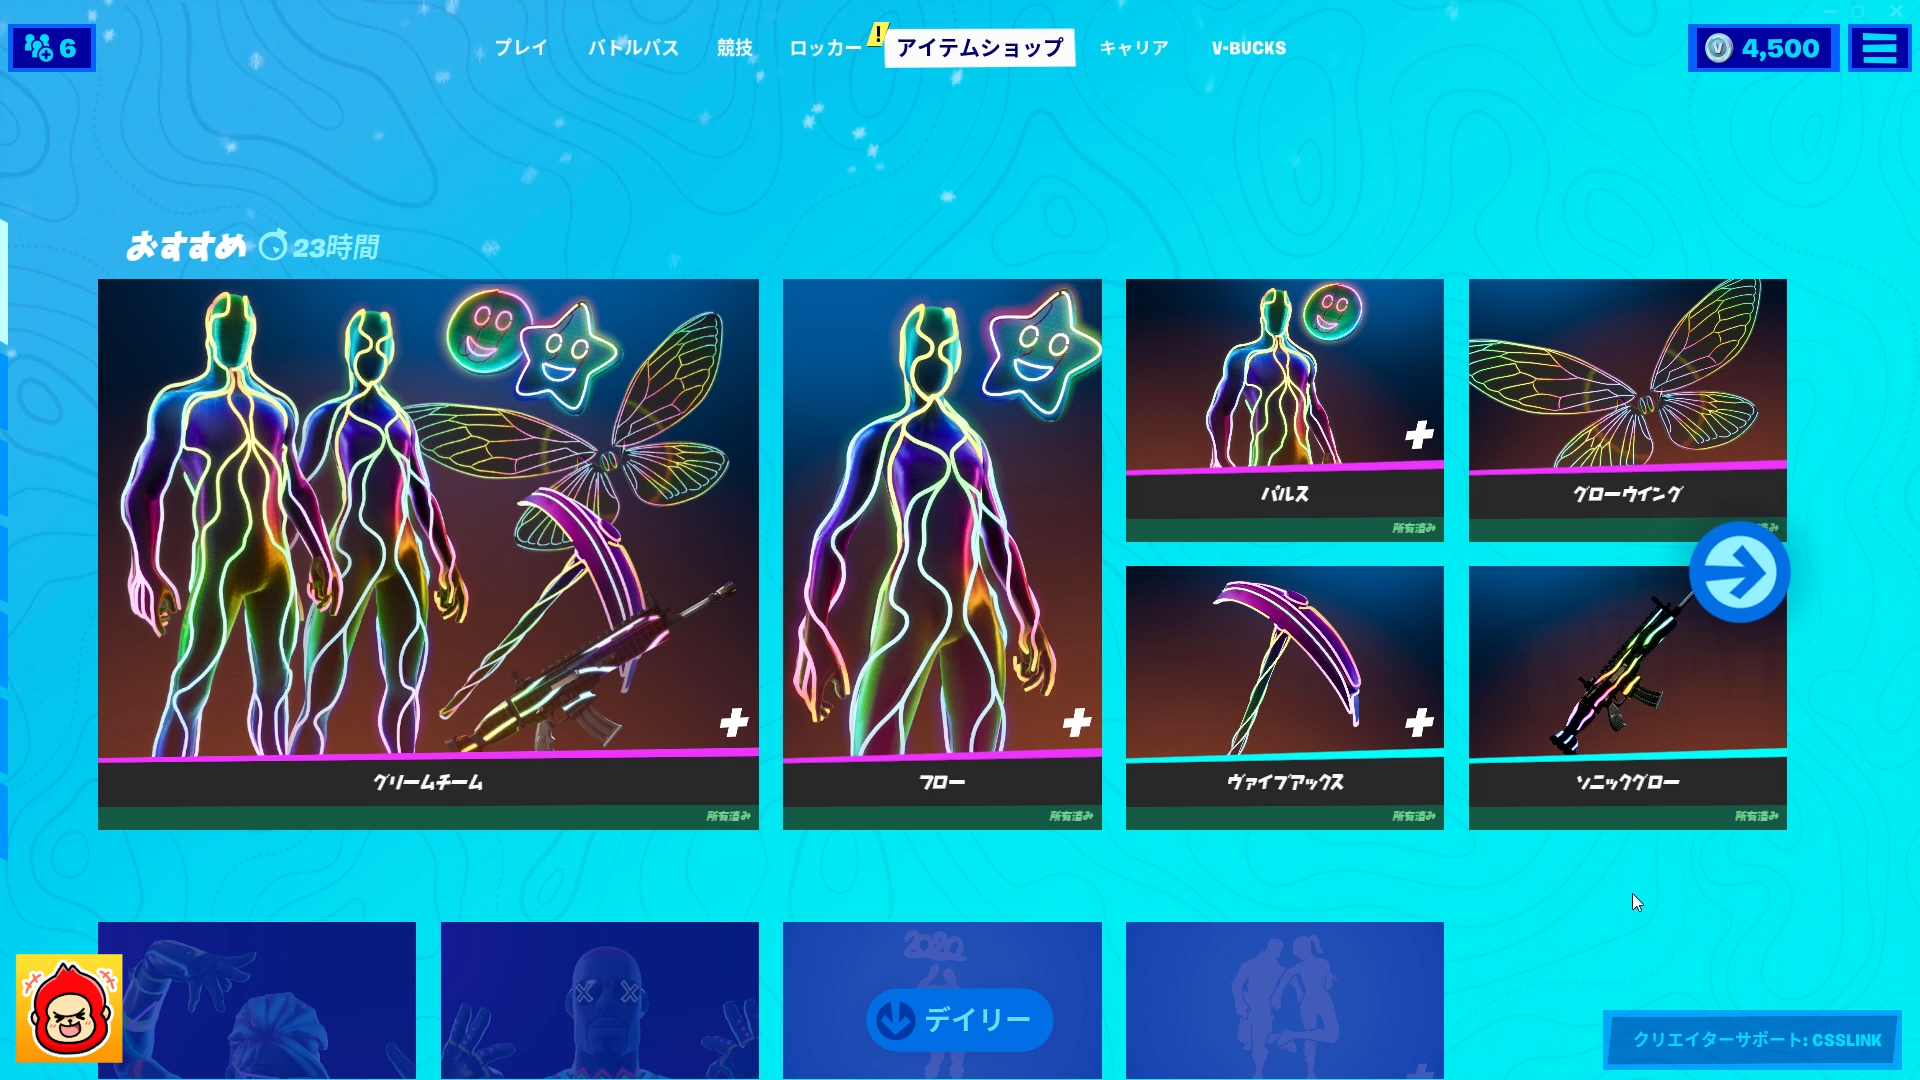 6
プレイ
バトルパス
競技
ロッカー
!
アイテムショップ
キャリア
V-BUCKS
V
4,500
おすすめ
23時間
グリームチーム
所有済み
フロー
所有済み
パルス
所有済み
グローウイング
済み
ヴァイブアックス
所有済み
ソニックグロー
所有済み
2020
デイリー
クリエイターサポート: CSSLINK